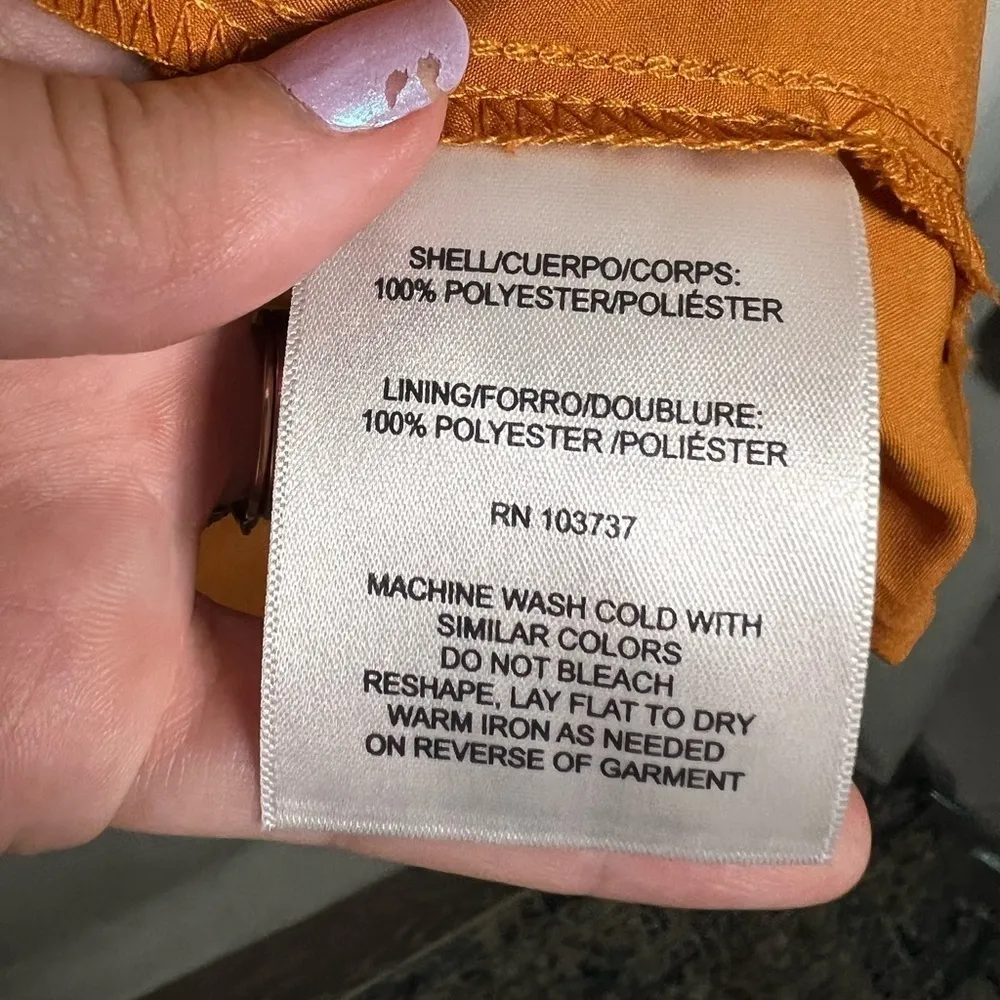 SHELL/CUERPO/CORPS:
100% POLYESTER/POLIÉSTER
LINING/FORRO/DOUBLURE:
100% POLYESTER /POLIÉSTER
RN 103737
MACHINE WASH COLD WITH
SIMILAR COLORS
DO NOT BLEACH
RESHAPE, LAY FLAT TO DRY
WARM IRON AS NEEDED
ON REVERSE OF GARMENT